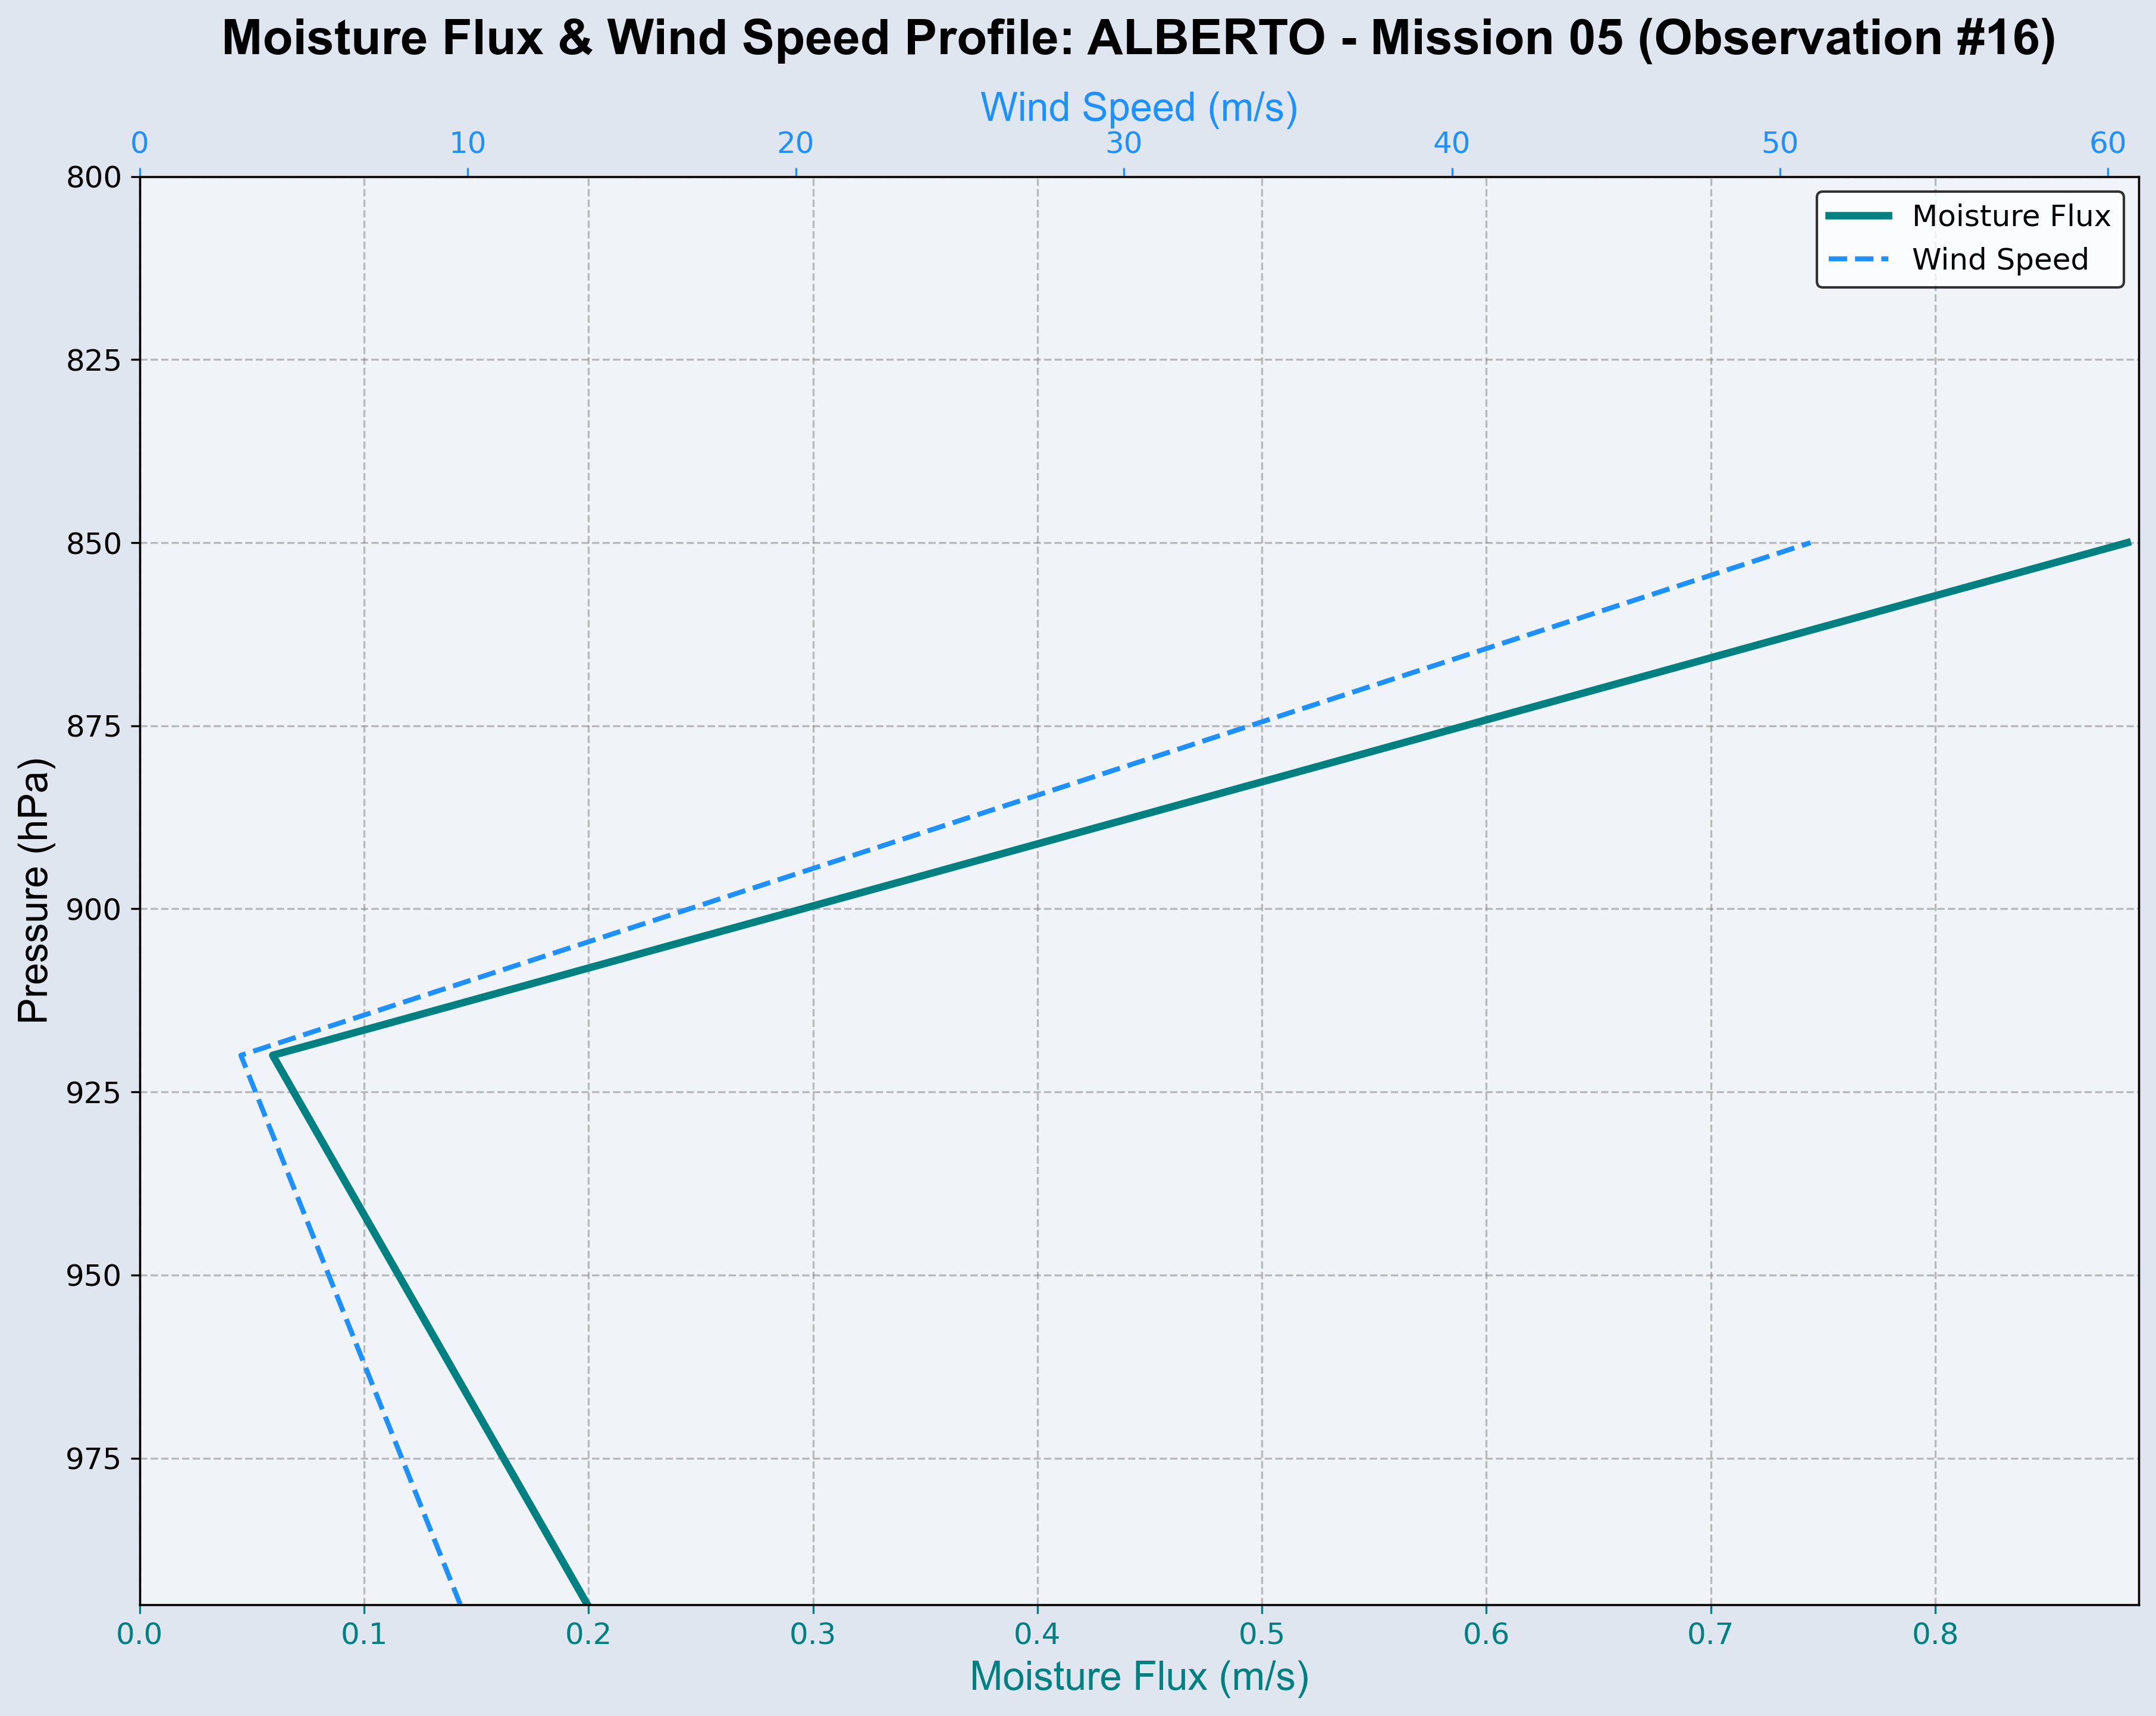 Moisture Flux & Wind Speed Profile: ALBERTO - Mission 05 (Observation #16)
Wind Speed (m/s)
0 10 20 30 40 50 60
Moisture Flux
Wind Speed
800
825
850
875
900
925
950
975
Pressure (hPa)
0.0 0.1 0.2 0.3 0.4 0.5 0.6 0.7 0.8
Moisture Flux (m/s)